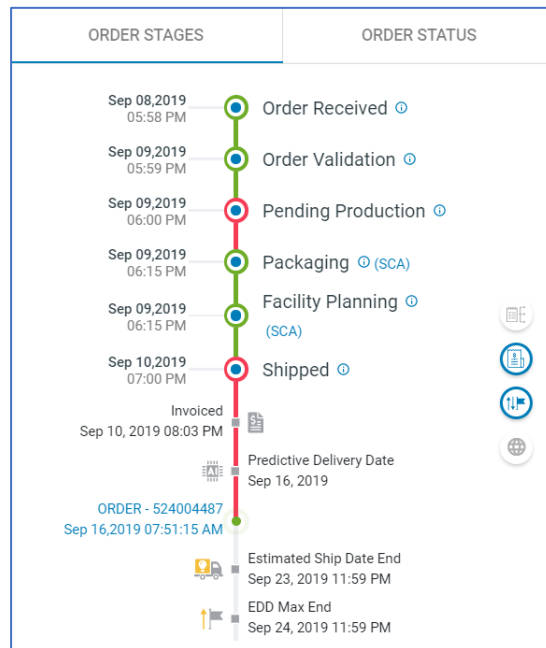 ORDER STAGES
ORDER STATUS
Sep 08,2019
05:58 PM
Order Received
Sep 09,2019
05:59 PM
Order Validation
Sep 09,2019
06:00 PM
Pending Production
Sep 09,2019
06:15 PM
Packaging (SCA)
Sep 09,2019
06:15 PM
Facility Planning
(SCA)
Sep 10,2019
07:00 PM
Shipped
Invoiced
Sep 10, 2019 08:03 PM
AI
Predictive Delivery Date
Sep 16, 2019
ORDER - 524004487
Sep 16,2019 07:51:15 AM
Estimated Ship Date End
Sep 23, 2019 11:59 PM
EDD Max End
Sep 24, 2019 11:59 PM